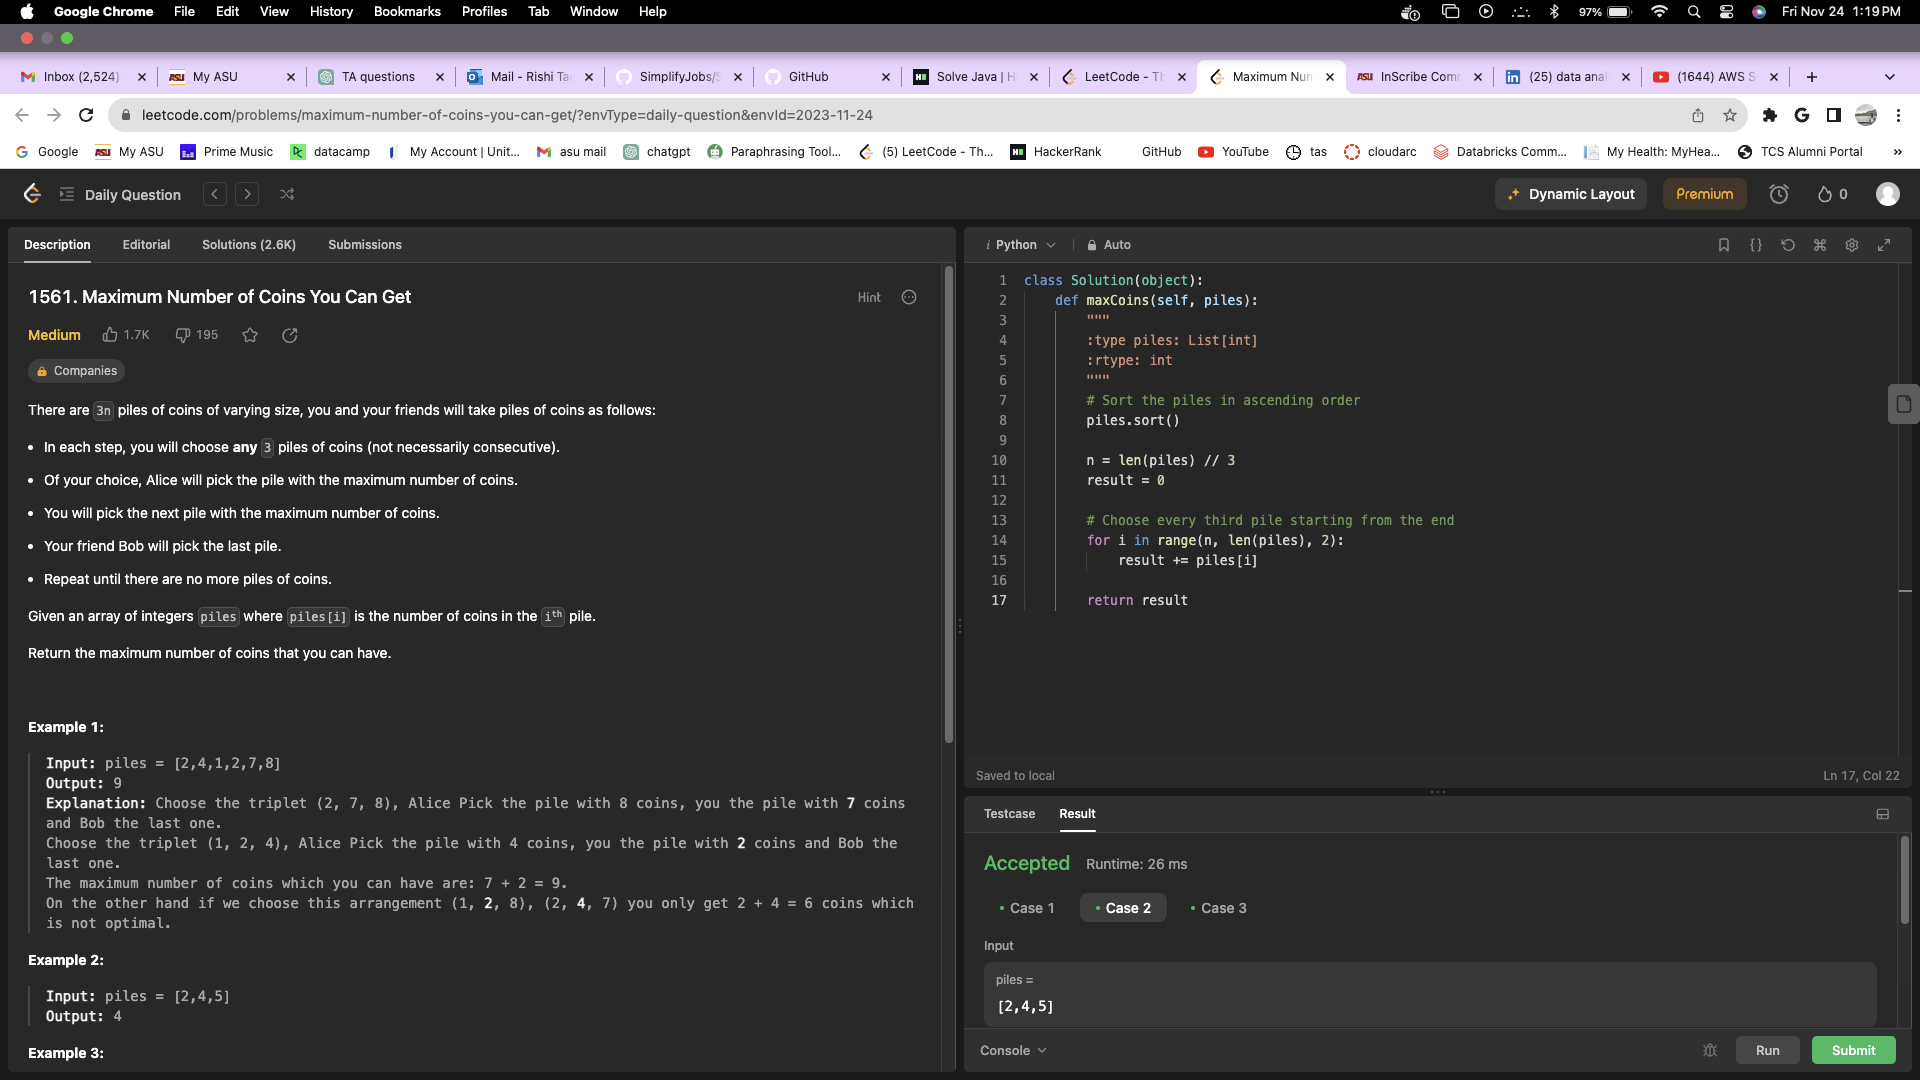 Google Chrome File Edit View History Bookmarks Profiles Tab Window Help 97% Fri Nov 24 1:19 PM
Inbox (2,524) My ASU TA questions Mail - Rishi Ta SimplifyJobs/S GitHub Solve Java | H LeetCode - Th Maximum Num InScribe Comm (25) data anal (1644) AWS S
leetcode.com/problems/maximum-number-of-coins-you-can-get/?envType=daily-question&envId=2023-11-24
Google My ASU Prime Music datacamp My Account | Unit... asu mail chatgpt Paraphrasing Tool... (5) LeetCode - Th... HackerRank GitHub YouTube tas cloudarc Databricks Comm... My Health: MyHea... TCS Alumni Portal »
Daily Question Dynamic Layout Premium 0
Description Editorial Solutions (2.6K) Submissions
1561. Maximum Number of Coins You Can Get Hint
Medium 1.7K 195
Companies
There are 3n piles of coins of varying size, you and your friends will take piles of coins as follows:
• In each step, you will choose any 3 piles of coins (not necessarily consecutive).
• Of your choice, Alice will pick the pile with the maximum number of coins.
• You will pick the next pile with the maximum number of coins.
• Your friend Bob will pick the last pile.
• Repeat until there are no more piles of coins.
Given an array of integers piles where piles[i] is the number of coins in the ith pile.
Return the maximum number of coins that you can have.
Example 1:
Input: piles = [2,4,1,2,7,8]
Output: 9
Explanation: Choose the triplet (2, 7, 8), Alice Pick the pile with 8 coins, you the pile with 7 coins
and Bob the last one.
Choose the triplet (1, 2, 4), Alice Pick the pile with 4 coins, you the pile with 2 coins and Bob the
last one.
The maximum number of coins which you can have are: 7 + 2 = 9.
On the other hand if we choose this arrangement (1, 2, 8), (2, 4, 7) you only get 2 + 4 = 6 coins which
is not optimal.
Example 2:
Input: piles = [2,4,5]
Output: 4
Example 3:
i Python Auto
1 class Solution(object):
2 def maxCoins(self, piles):
3 """
4 :type piles: List[int]
5 :rtype: int
6 """
7 # Sort the piles in ascending order
8 piles.sort()
9
10 n = len(piles) // 3
11 result = 0
12
13 # Choose every third pile starting from the end
14 for i in range(n, len(piles), 2):
15 result += piles[i]
16
17 return result
Saved to local Ln 17, Col 22
Testcase Result
Accepted Runtime: 26 ms
• Case 1 • Case 2 • Case 3
Input
piles =
[2,4,5]
Console Run Submit